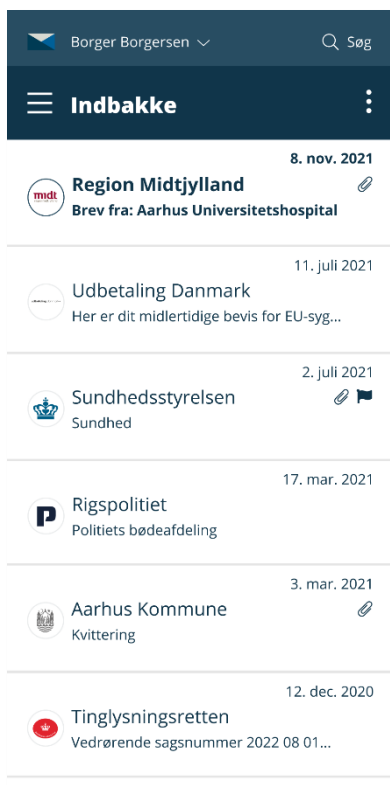 Borger Borgersen
Søg
Indbakke
8. nov. 2021
midt
Region Midtjylland
Brev fra: Aarhus Universitetshospital
11. juli 2021
Udbetaling Danmark
Her er dit midlertidige bevis for EU-syg...
2. juli 2021
Sundhedsstyrelsen
Sundhed
17. mar. 2021
P
Rigspolitiet
Politiets bødeafdeling
3. mar. 2021
Aarhus Kommune
Kvittering
12. dec. 2020
Tinglysningsretten
Vedrørende sagsnummer 2022 08 01...